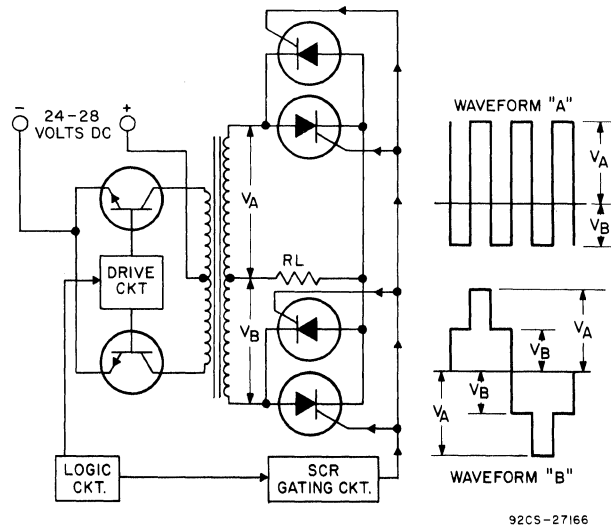 −
24-28
+
VOLTS DC
DRIVE
CKT
LOGIC
CKT.
SCR
GATING CKT.
VA
RL
VB
WAVEFORM "A"
VA
VB
VA
VB
VB
VA
WAVEFORM "B"
92CS-27166